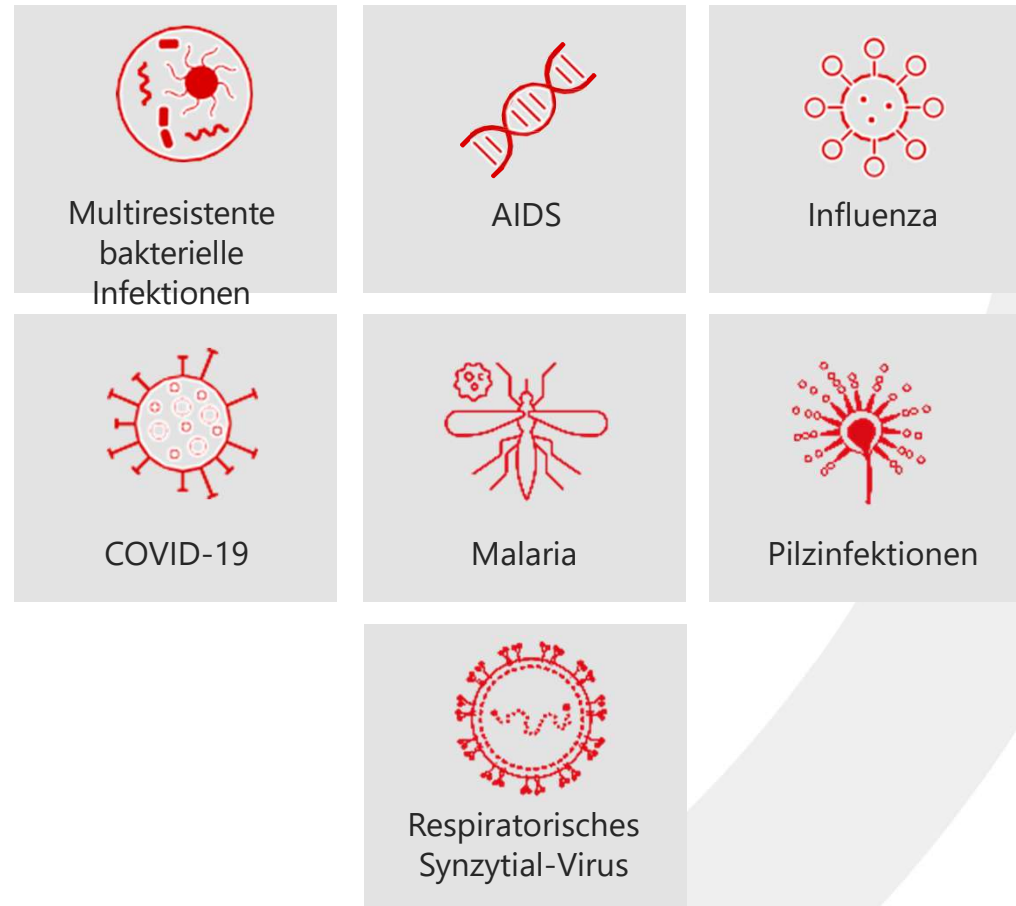 Multiresistente
bakterielle
Infektionen
AIDS
Influenza
COVID-19
Malaria
Pilzinfektionen
Respiratorisches
Synzytial-Virus